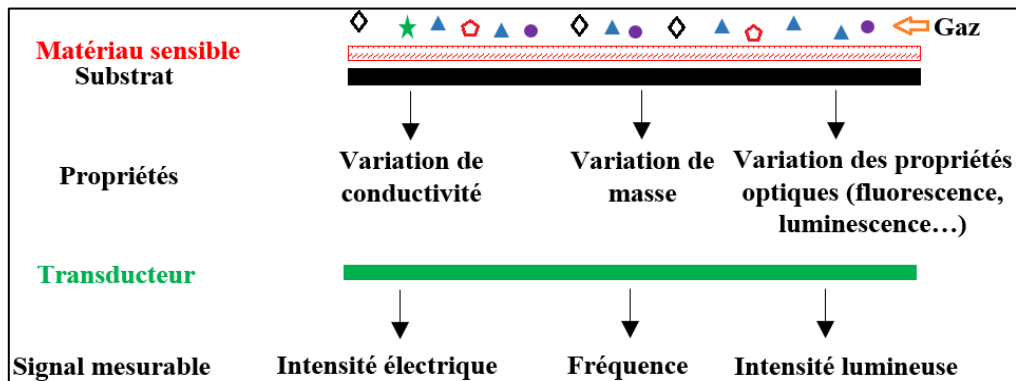 Gaz
Matériau sensible
Substrat
Propriétés
Variation de
conductivité
Variation de
masse
Variation des propriétés
optiques (fluorescence,
luminescence…)
Transducteur
Signal mesurable
Intensité électrique
Fréquence
Intensité lumineuse